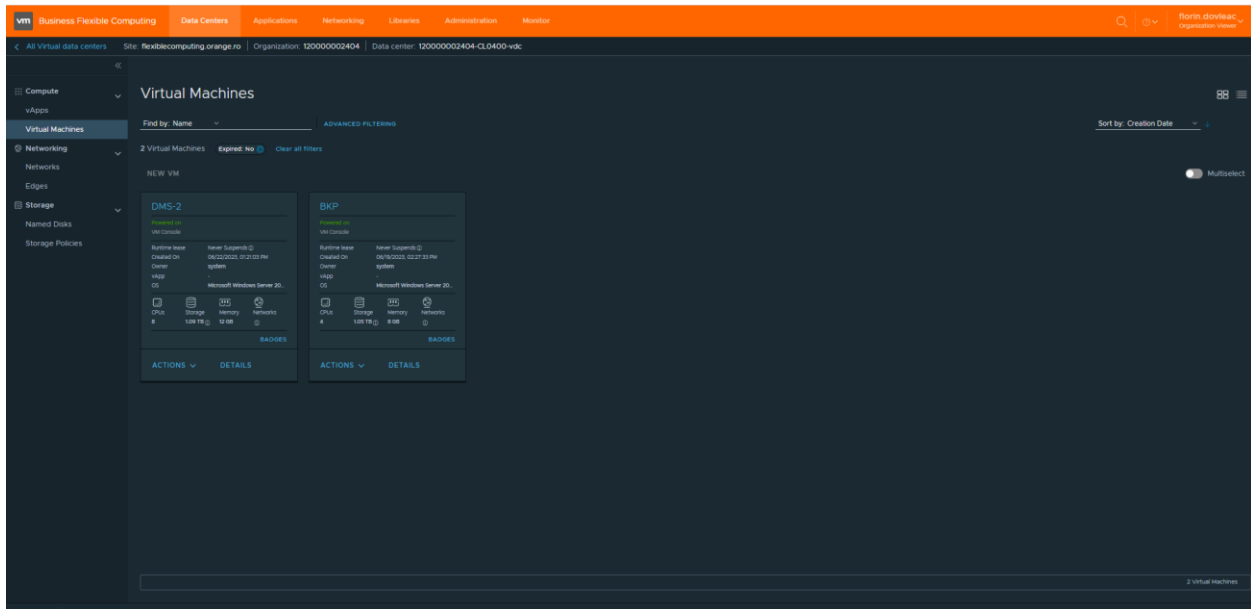 vm Business Flexible Computing Data Centers Applications Networking Libraries Administration Monitor florin.dovleac
Organization Viewer
All Virtual data centers Site: flexiblecomputing.orange.ro Organization: 120000002404 Data center: 120000002404-CL0400-vdc
Compute
vApps
Virtual Machines
Networking
Networks
Edges
Storage
Named Disks
Storage Policies
Virtual Machines
Find by: Name ADVANCED FILTERING Sort by: Creation Date
2 Virtual Machines Expired: No Clear all filters
NEW VM Multiselect
DMS-2
Powered on
VM Console
Runtime lease Never Suspends
Created On 06/22/2023, 01:21:03 PM
Owner system
vApp -
OS Microsoft Windows Server 20...
CPUs Storage Memory Networks
8 1.09 TB 12 GB
BADGES
ACTIONS DETAILS
BKP
Powered on
VM Console
Runtime lease Never Suspends
Created On 06/19/2023, 02:27:33 PM
Owner system
vApp -
OS Microsoft Windows Server 20...
CPUs Storage Memory Networks
4 1.05 TB 8 GB
BADGES
ACTIONS DETAILS
2 Virtual Machines